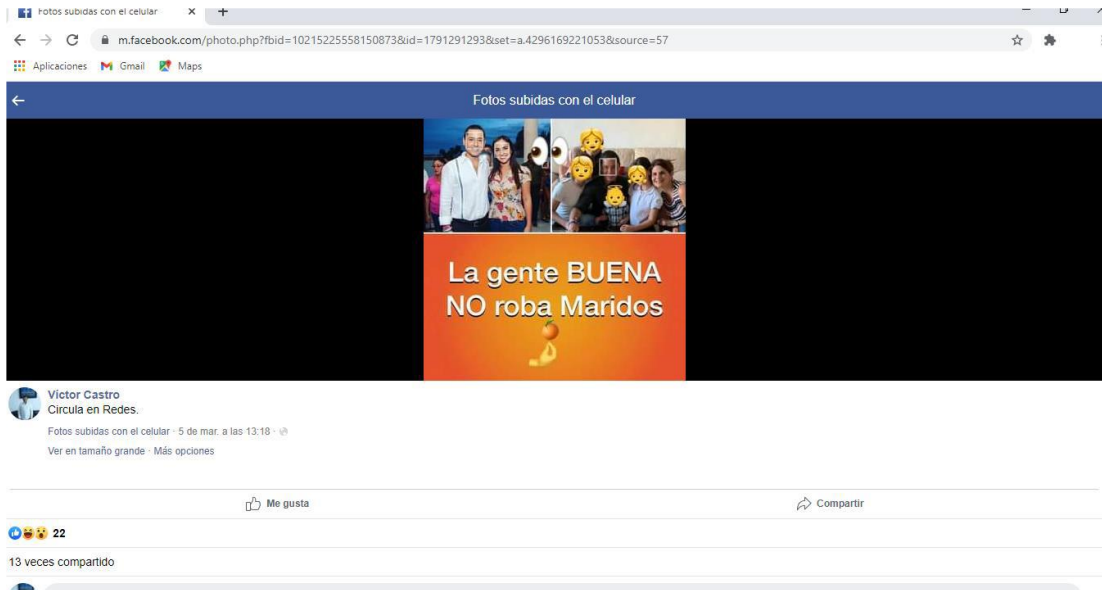 Fotos subidas con el celular
m.facebook.com/photo.php?fbid=10215225558150873&id=1791291293&set=a.4296169221053&source=57
Aplicaciones Gmail Maps
Fotos subidas con el celular
La gente BUENA
NO roba Maridos
Victor Castro
Circula en Redes.
Fotos subidas con el celular · 5 de mar. a las 13:18 ·
Ver en tamaño grande · Más opciones
Me gusta Compartir
22
13 veces compartido